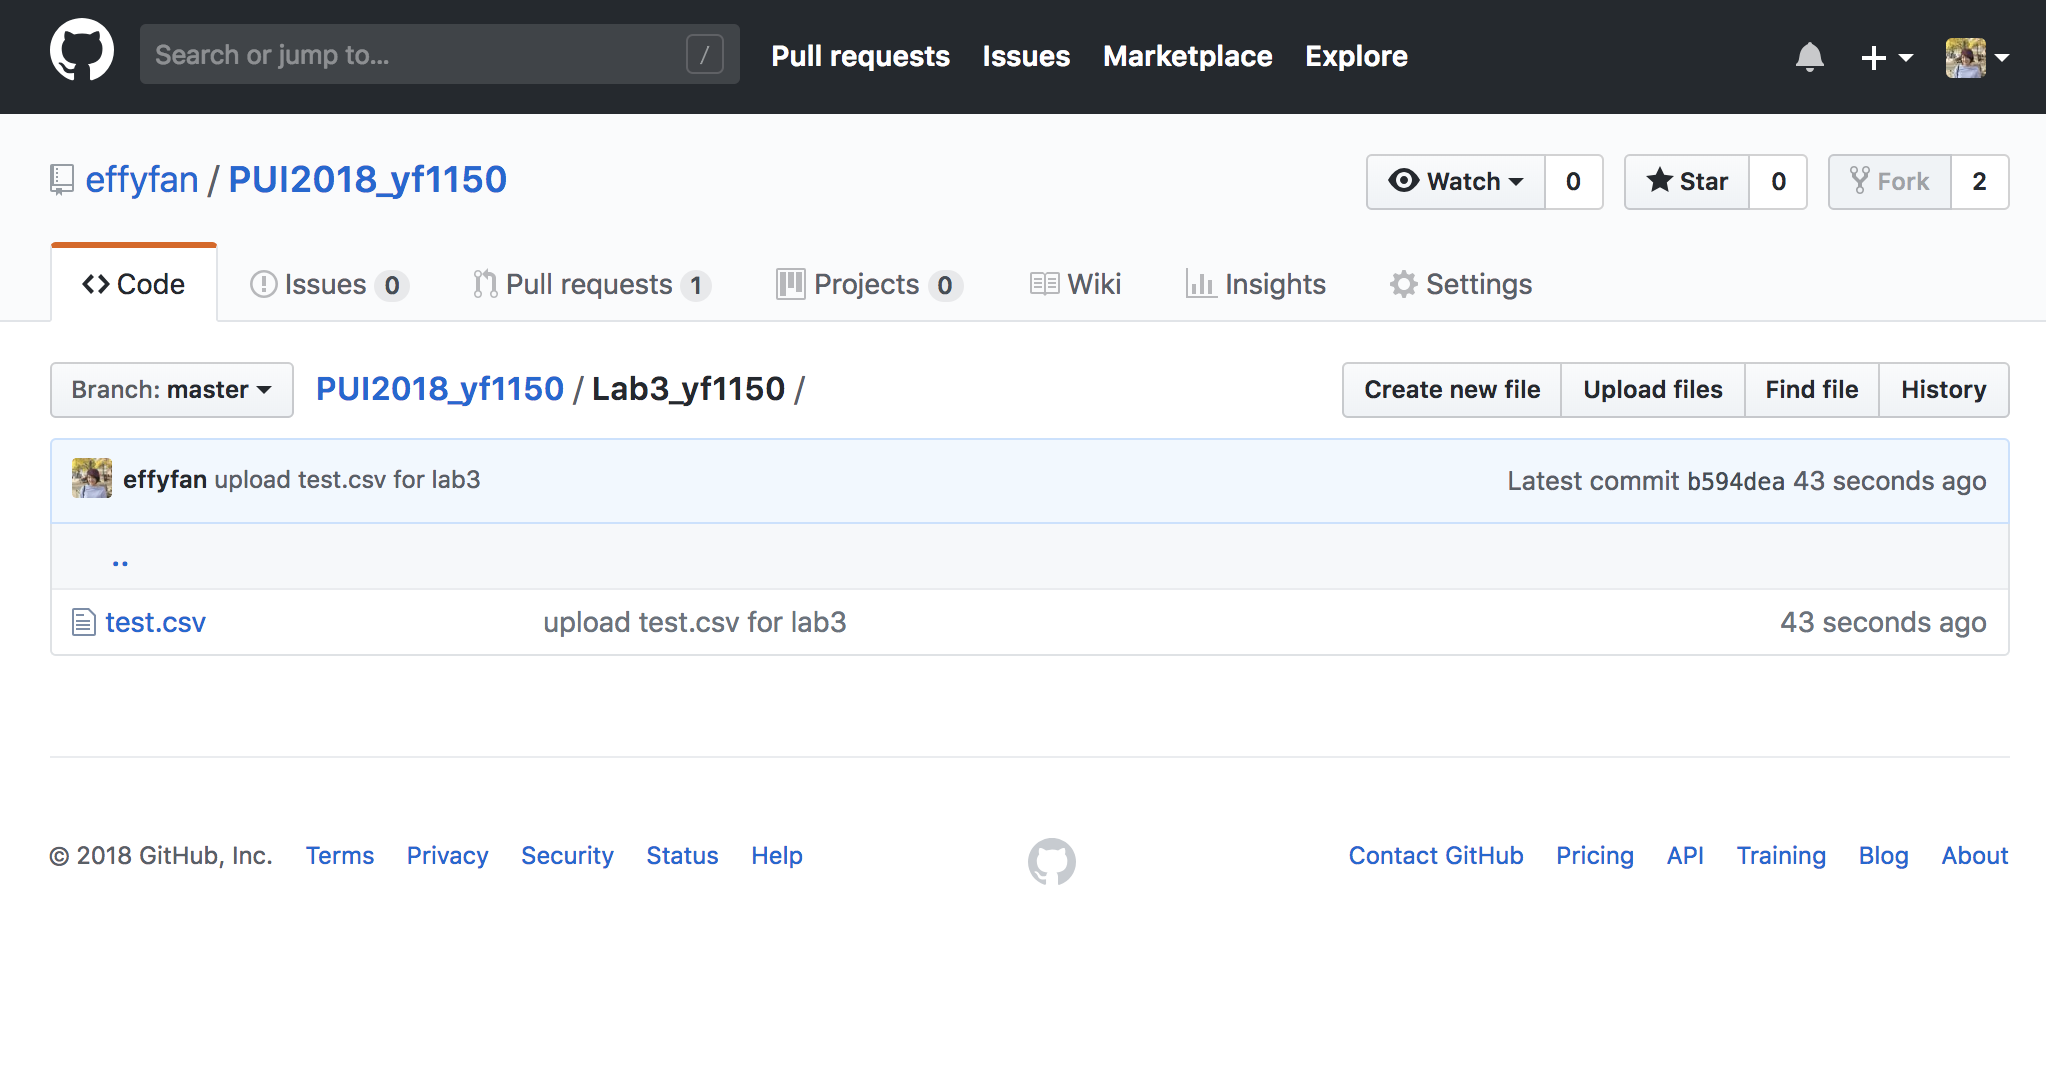 Search or jump to... / Pull requests Issues Marketplace Explore
effyfan / PUI2018_yf1150 Watch 0 Star 0 Fork 2
Code Issues 0 Pull requests 1 Projects 0 Wiki Insights Settings
Branch: master PUI2018_yf1150 / Lab3_yf1150 / Create new file Upload files Find file History
effyfan upload test.csv for lab3 Latest commit b594dea 43 seconds ago
..
test.csv upload test.csv for lab3 43 seconds ago
© 2018 GitHub, Inc. Terms Privacy Security Status Help Contact GitHub Pricing API Training Blog About